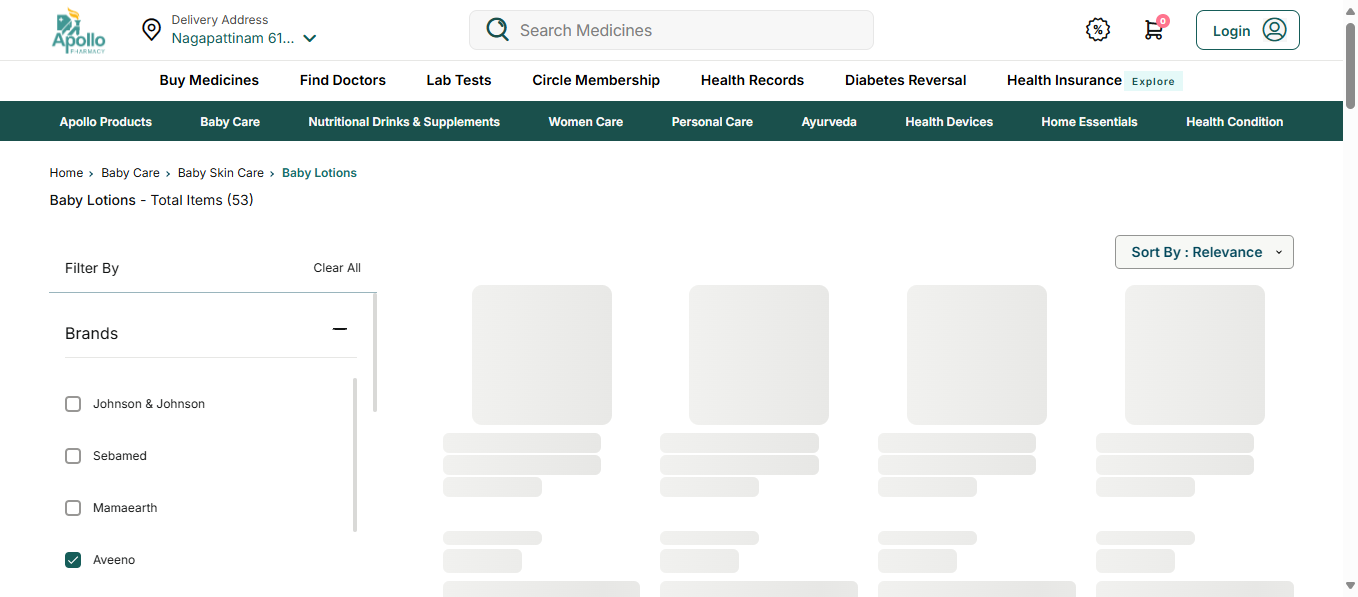 Apollo
PHARMACY
Delivery Address
Nagapattinam 61...
Search Medicines
%
0
Login
Buy Medicines
Find Doctors
Lab Tests
Circle Membership
Health Records
Diabetes Reversal
Health Insurance
Explore
Apollo Products
Baby Care
Nutritional Drinks & Supplements
Women Care
Personal Care
Ayurveda
Health Devices
Home Essentials
Health Condition
Home › Baby Care › Baby Skin Care › Baby Lotions
Baby Lotions - Total Items (53)
Sort By : Relevance
Filter By
Clear All
Brands
Johnson & Johnson
Sebamed
Mamaearth
Aveeno